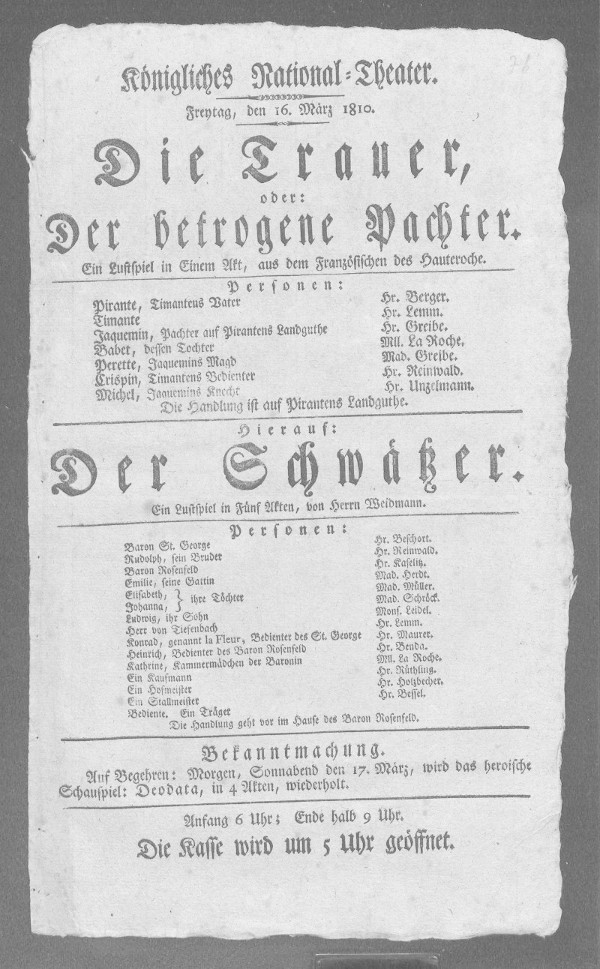 Königliches National-Theater.
Freytag, den 16. März 1810.
Die Trauer,
oder:
Der betrogene Pachter.
Ein Lustspiel in Einem Akt, aus dem Französischen des Hauteroche.
Personen:
Pirante, Timantens Vater Hr. Berger.
Timante Hr. Lemm.
Jaquemin, Pachter auf Pirantens Landguthe Hr. Greibe.
Babet, dessen Tochter Mll. La Roche.
Perette, Jaquemins Magd Mad. Greibe.
Crispin, Timantens Bedienter Hr. Reinwald.
Michel, Jaquemins Knecht Hr. Unzelmann.
Die Handlung ist auf Pirantens Landguthe.
Hierauf:
Der Schwätzer.
Ein Lustspiel in Fünf Akten, von Herrn Weidmann.
Personen:
Baron St. George Hr. Beschort.
Rudolph, sein Bruder Hr. Reinwald.
Baron Rosenfeld Hr. Kaselitz.
Emilie, seine Gattin Mad. Herdt.
Elisabeth, } ihre Töchter Mad. Müller.
Johanna, Mad. Schröck.
Ludwig, ihr Sohn Mons. Leidel.
Herr von Tiefenbach Hr. Lemm.
Konrad, genannt la Fleur, Bedienter des St. George Hr. Maurer.
Heinrich, Bedienter des Baron Rosenfeld Hr. Benda.
Kathrine, Kammermädchen der Baronin Mll. La Roche.
Ein Kaufmann Hr. Rüthling.
Ein Hofmeister Hr. Holzbecher.
Ein Stallmeister Hr. Bessel.
Bediente. Ein Träger
Die Handlung geht vor im Hause des Baron Rosenfeld.
Bekanntmachung.
Auf Begehren: Morgen, Sonnabend den 17. März, wird das heroische
Schauspiel: Deodata, in 4 Akten, wiederholt.
Anfang 6 Uhr; Ende halb 9 Uhr.
Die Kasse wird um 5 Uhr geöffnet.